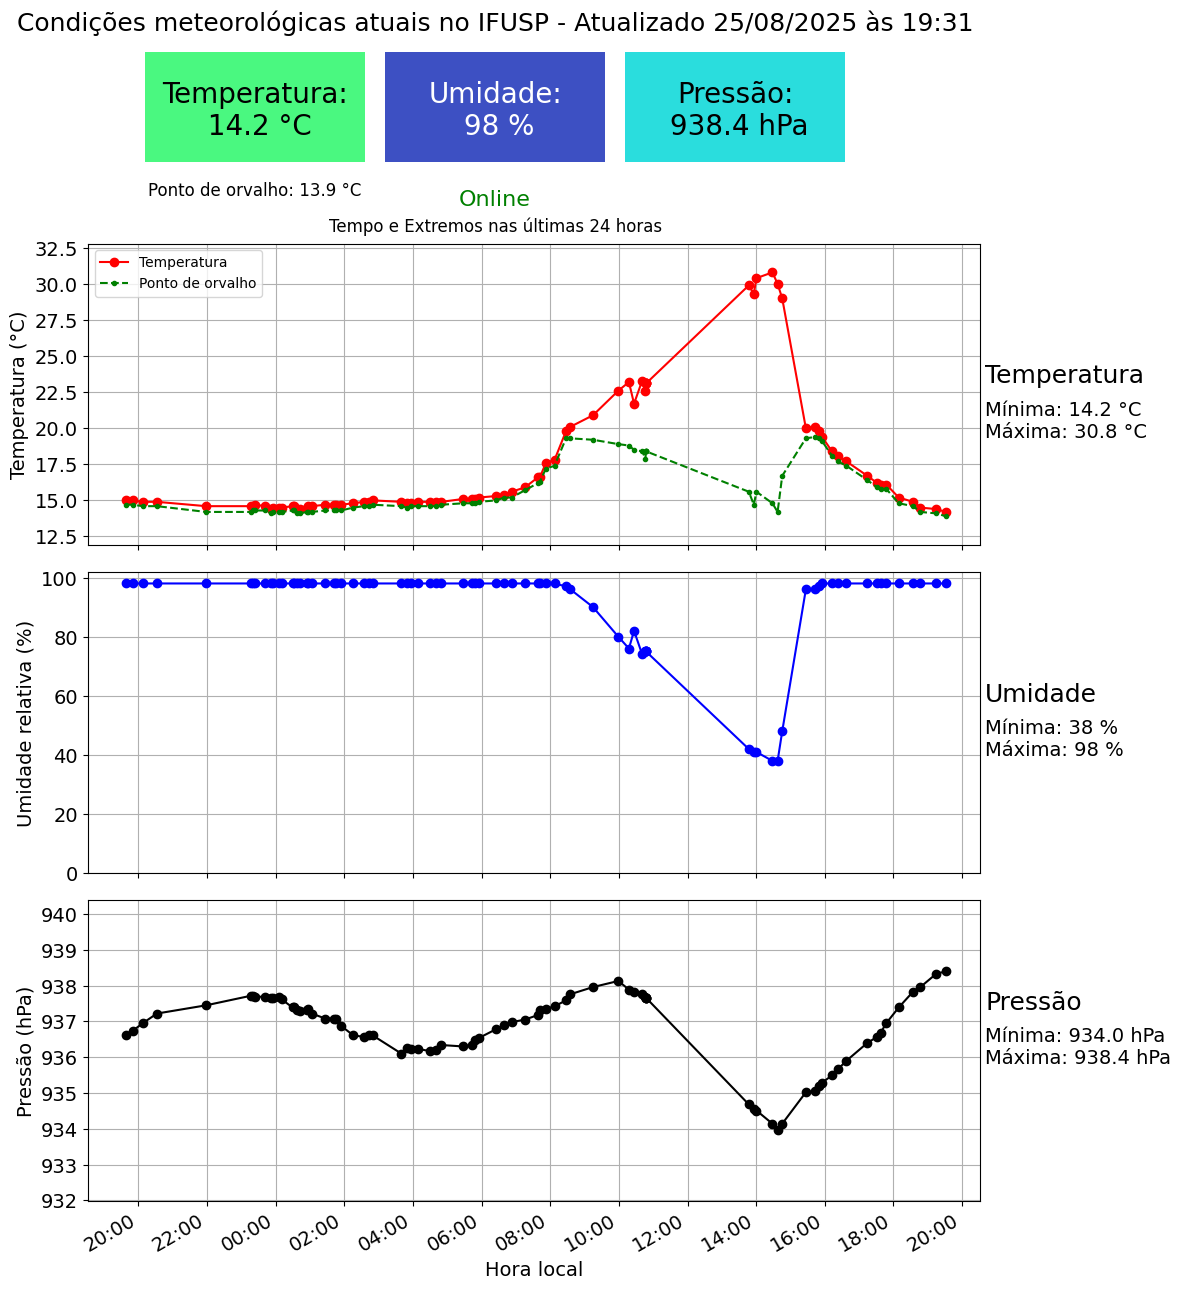 Condições meteorológicas atuais no IFUSP - Atualizado 25/08/2025 às 19:31
Temperatura:
14.2 °C
Umidade:
98 %
Pressão:
938.4 hPa
Ponto de orvalho: 13.9 °C
Online
Tempo e Extremos nas últimas 24 horas
Temperatura (°C)
32.5
30.0
27.5
25.0
22.5
20.0
17.5
15.0
12.5
Temperatura
Ponto de orvalho
Temperatura
Mínima: 14.2 °C
Máxima: 30.8 °C
Umidade relativa (%)
100
80
60
40
20
0
Umidade
Mínima: 38 %
Máxima: 98 %
Pressão (hPa)
940
939
938
937
936
935
934
933
932
Pressão
Mínima: 934.0 hPa
Máxima: 938.4 hPa
20:00
22:00
00:00
02:00
04:00
06:00
08:00
10:00
12:00
14:00
16:00
18:00
20:00
Hora local